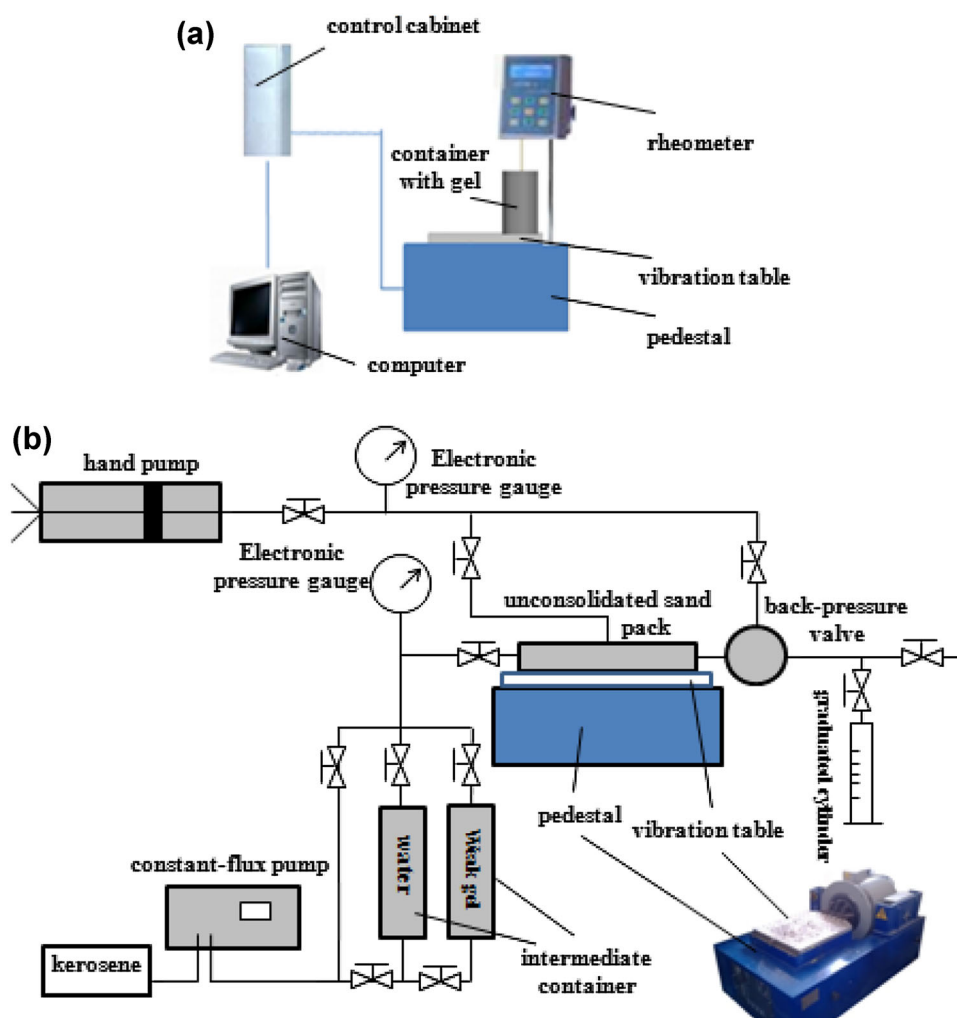 (a)
control cabinet
rheometer
container
with gel
vibration table
pedestal
computer
(b)
hand pump
Electronic
pressure gauge
Electronic
pressure gauge
unconsolidated sand
pack
back-pressure
valve
graduated cylinder
pedestal
vibration table
water
Weak gel
constant-flux pump
intermediate
container
kerosene